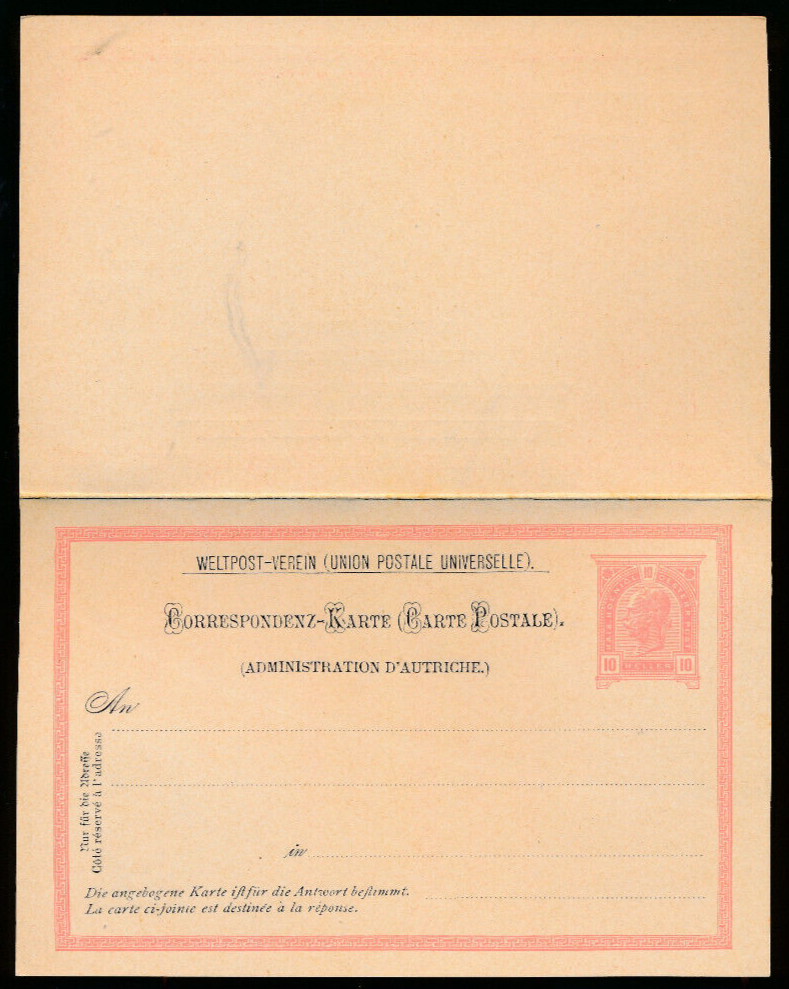 WELTPOST-VEREIN (UNION POSTALE UNIVERSELLE).
CORRESPONDENZ-KARTE (CARTE POSTALE).
(ADMINISTRATION D'AUTRICHE.)
10
10 HELLER 10
An
Nur für die Adresse
Côté réservé à l'adresse
in
Die angebogene Karte ist für die Antwort bestimmt.
La carte ci-jointe est destinée à la réponse.